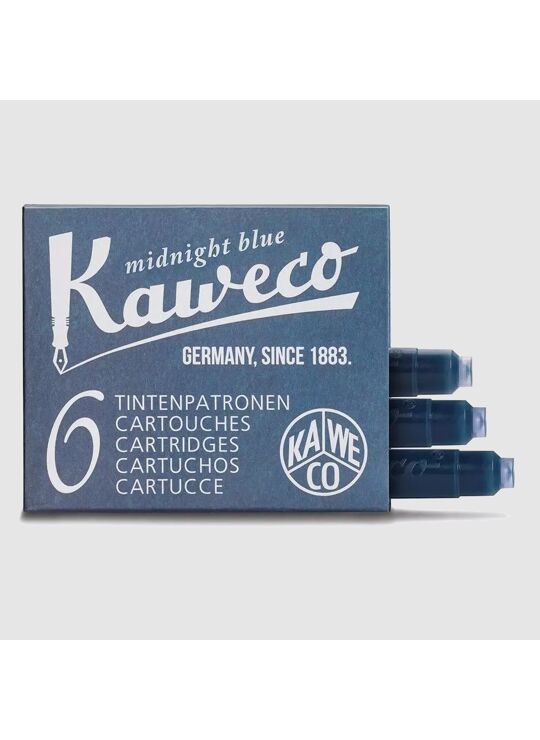 midnight blue
Kaweco
GERMANY, SINCE 1883.
6
TINTENPATRONEN
CARTOUCHES
CARTRIDGES
CARTUCHOS
CARTUCCE
KA WE
CO